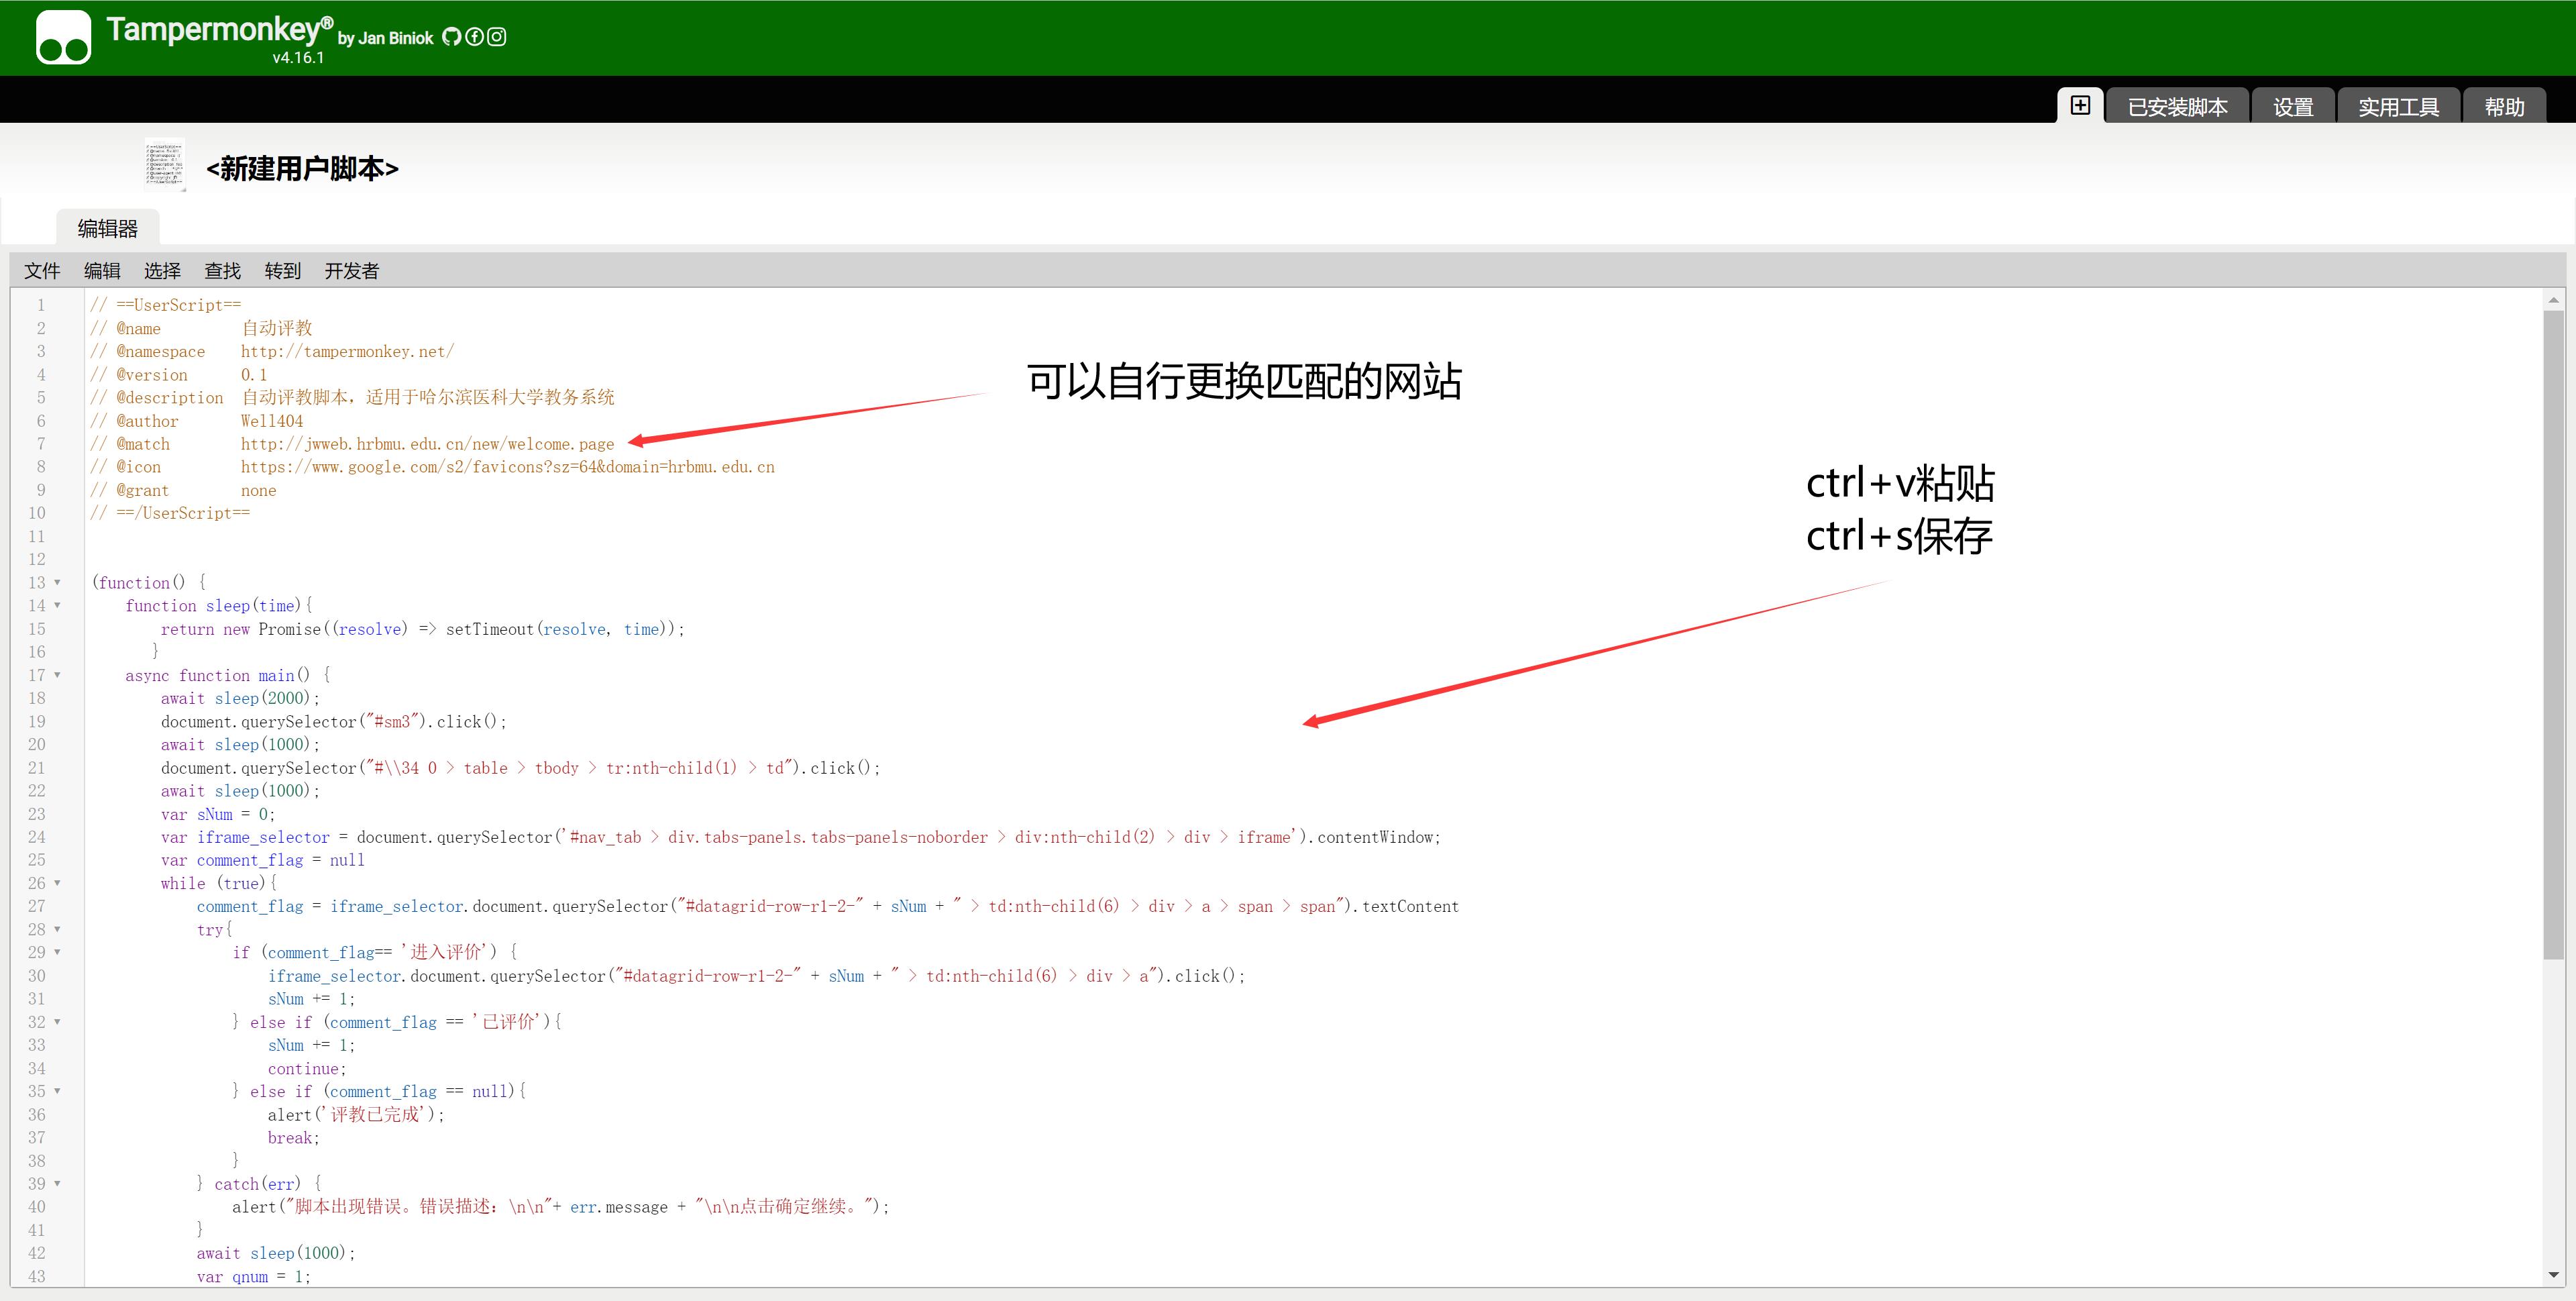 Tampermonkey® by Jan Biniok
v4.16.1
已安装脚本 设置 实用工具 帮助
<新建用户脚本>
编辑器
文件 编辑 选择 查找 转到 开发者
1 // ==UserScript==
2 // @name 自动评教
3 // @namespace http://tampermonkey.net/
4 // @version 0.1
5 // @description 自动评教脚本，适用于哈尔滨医科大学教务系统
6 // @author Well404
7 // @match http://jwweb.hrbmu.edu.cn/new/welcome.page
8 // @icon https://www.google.com/s2/favicons?sz=64&domain=hrbmu.edu.cn
9 // @grant none
10 // ==/UserScript==
11
12
13 (function() {
14 function sleep(time){
15 return new Promise((resolve) => setTimeout(resolve, time));
16 }
17 async function main() {
18 await sleep(2000);
19 document.querySelector("#sm3").click();
20 await sleep(1000);
21 document.querySelector("#\\34 0 > table > tbody > tr:nth-child(1) > td").click();
22 await sleep(1000);
23 var sNum = 0;
24 var iframe_selector = document.querySelector('#nav_tab > div.tabs-panels.tabs-panels-noborder > div:nth-child(2) > div > iframe').contentWindow;
25 var comment_flag = null
26 while (true){
27 comment_flag = iframe_selector.document.querySelector("#datagrid-row-r1-2-" + sNum + " > td:nth-child(6) > div > a > span > span").textContent
28 try{
29 if (comment_flag== '进入评价') {
30 iframe_selector.document.querySelector("#datagrid-row-r1-2-" + sNum + " > td:nth-child(6) > div > a").click();
31 sNum += 1;
32 } else if (comment_flag == '已评价'){
33 sNum += 1;
34 continue;
35 } else if (comment_flag == null){
36 alert('评教已完成');
37 break;
38 }
39 } catch(err) {
40 alert("脚本出现错误。错误描述：\n\n"+ err.message + "\n\n点击确定继续。");
41 }
42 await sleep(1000);
43 var qnum = 1;
可以自行更换匹配的网站
ctrl+v粘贴
ctrl+s保存